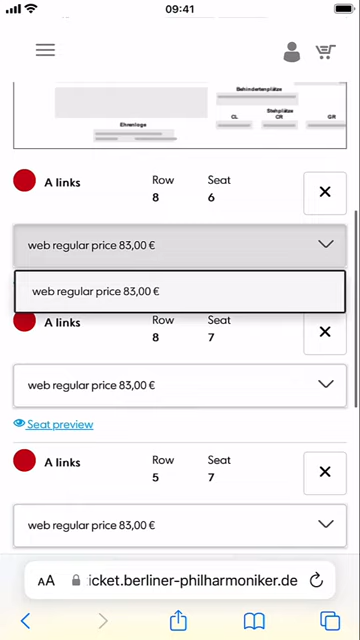 09:41
Behindertenplätze
Stehplätze
CL CR GR
Ehrenloge
A links Row Seat
8 6
web regular price 83,00 €
web regular price 83,00 €
A links Row Seat
8 7
web regular price 83,00 €
Seat preview
A links Row Seat
5 7
web regular price 83,00 €
AA :icket.berliner-philharmoniker.de